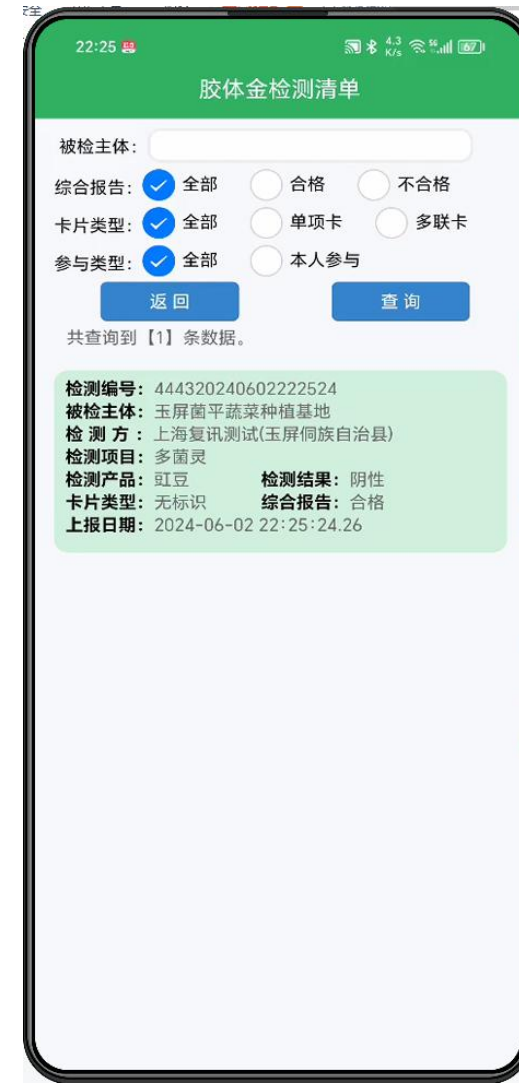 22:25 4.3 K/s 5G 67
胶体金检测清单
被检主体:
综合报告: 全部 合格 不合格
卡片类型: 全部 单项卡 多联卡
参与类型: 全部 本人参与
返回 查询
共查询到【1】条数据。
检测编号: 444320240602222524
被检主体: 玉屏菌平蔬菜种植基地
检 测 方 : 上海复讯测试(玉屏侗族自治县)
检测项目: 多菌灵
检测产品: 豇豆 检测结果: 阴性
卡片类型: 无标识 综合报告: 合格
上报日期: 2024-06-02 22:25:24.26